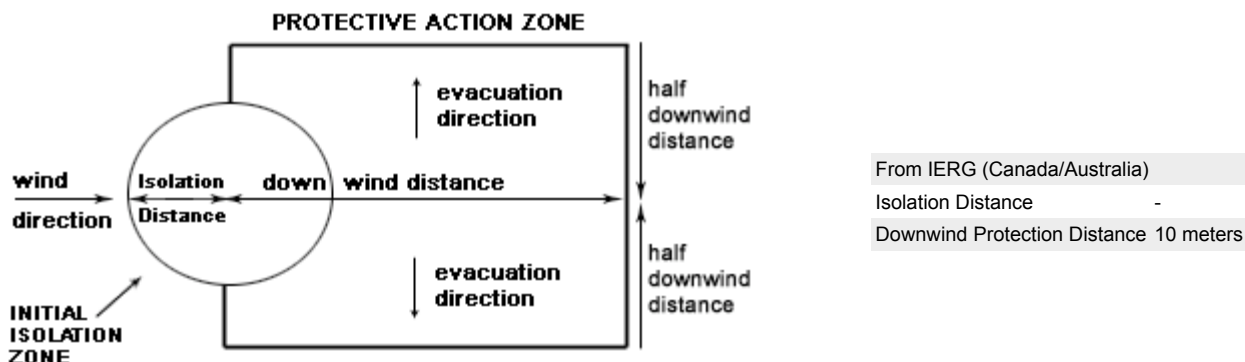 PROTECTIVE ACTION ZONE
evacuation
direction
half
downwind
distance
wind
direction
Isolation
Distance
down wind distance
evacuation
direction
half
downwind
distance
INITIAL
ISOLATION
ZONE
From IERG (Canada/Australia)
Isolation Distance -
Downwind Protection Distance 10 meters